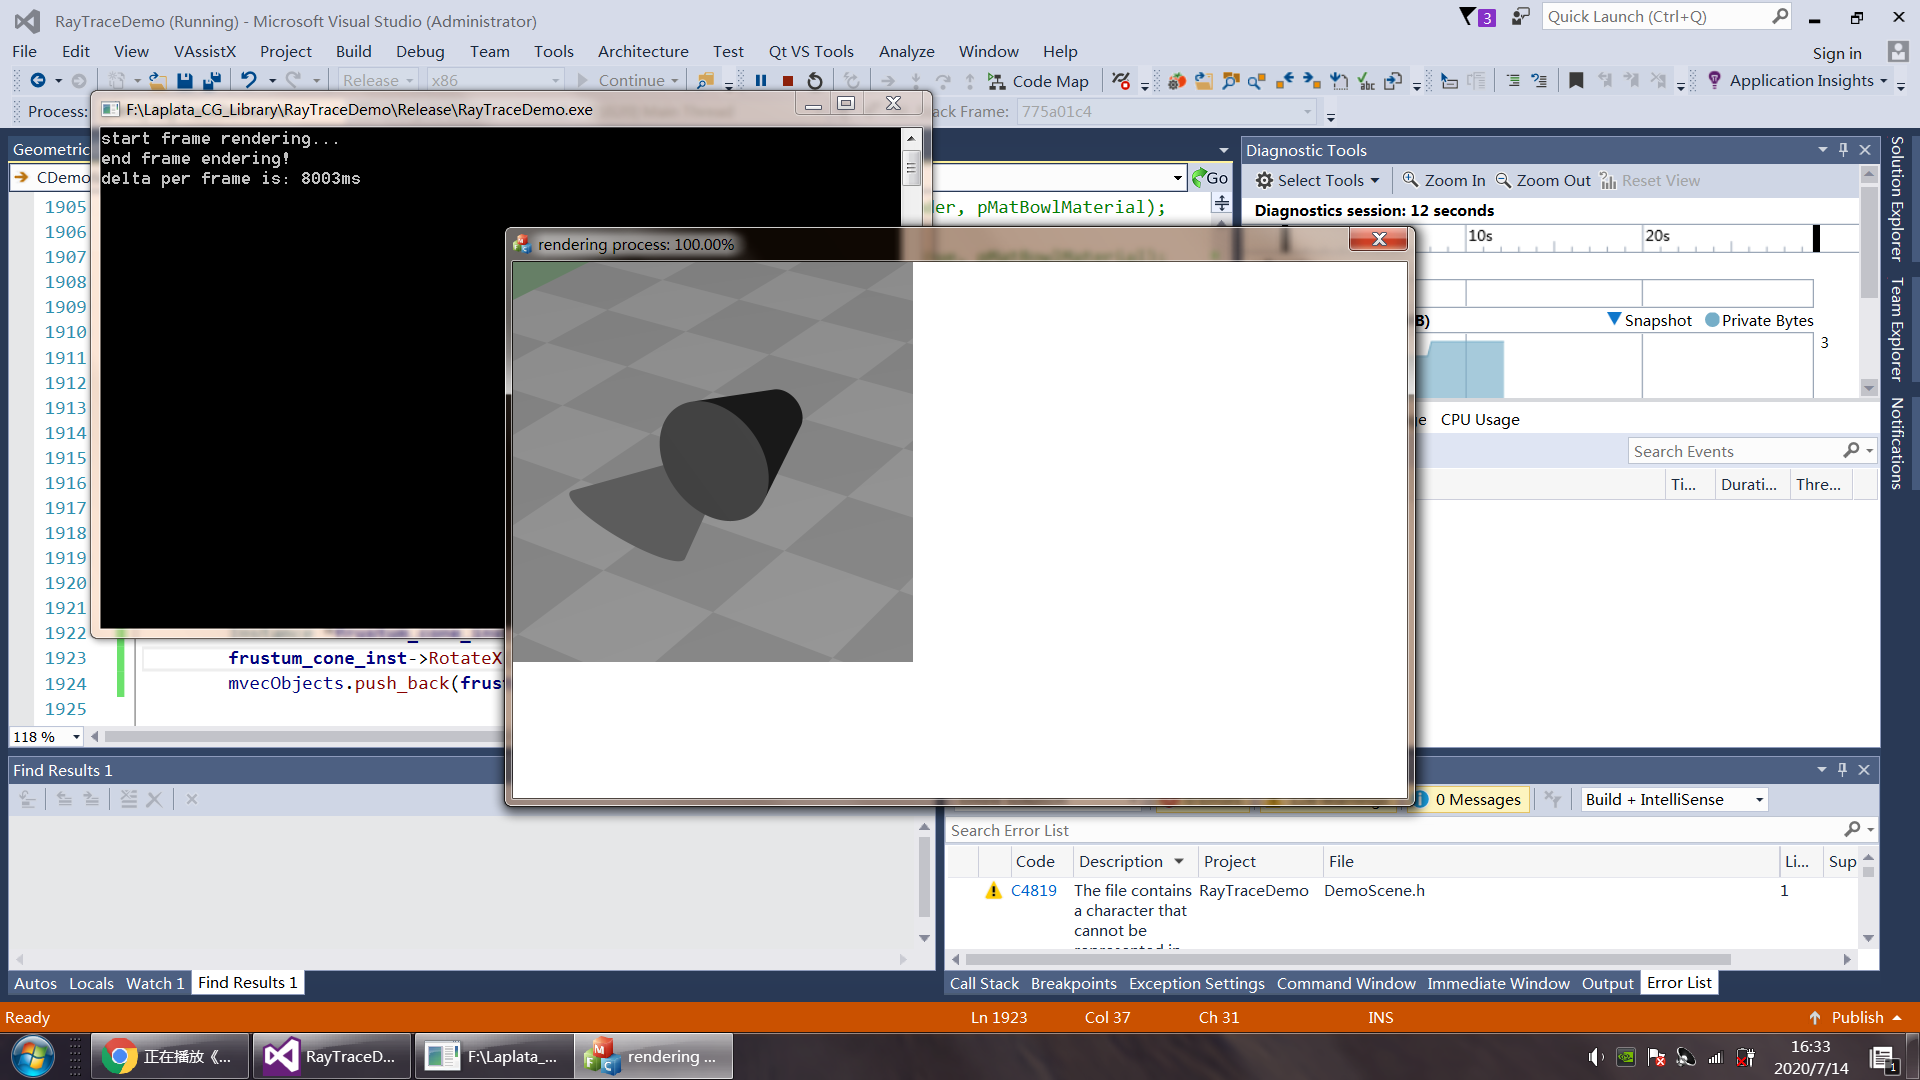 RayTraceDemo (Running) - Microsoft Visual Studio (Administrator)
3
Quick Launch (Ctrl+Q)
File Edit View VAssistX Project Build Debug Team Tools Architecture Test Qt VS Tools Analyze Window Help
Sign in
Release x86 Continue Code Map Application Insights
Process:
ck Frame: 775a01c4
F:\Laplata_CG_Library\RayTraceDemo\Release\RayTraceDemo.exe
start frame rendering...
end frame endering!
delta per frame is: 8003ms
Geometric
CDemo
Go
der, pMatBowlMaterial);
rendering process: 100.00%
1905
1906
1907
1908
1909
1910
1911
1912
1913
1914
1915
1916
1917
1918
1919
1920
1921
1922
1923 frustum_cone_inst->RotateX
1924 mvecObjects.push_back(frus
1925
118 %
Diagnostic Tools
Select Tools Zoom In Zoom Out Reset View
Diagnostics session: 12 seconds
10s 20s
B) Snapshot Private Bytes
3
ge CPU Usage
Search Events
Ti... Durati... Thre...
Solution Explorer
Team Explorer
Notifications
Find Results 1
0 Messages
Build + IntelliSense
Search Error List
Code Description Project File Li... Sup
C4819 The file contains RayTraceDemo DemoScene.h 1
a character that
cannot be
represented in
Autos Locals Watch 1 Find Results 1
Call Stack Breakpoints Exception Settings Command Window Immediate Window Output Error List
Ready
Ln 1923 Col 37 Ch 31 INS
Publish
正在播放《...
RayTraceD...
F:\Laplata_...
rendering ...
16:33
2020/7/14
1